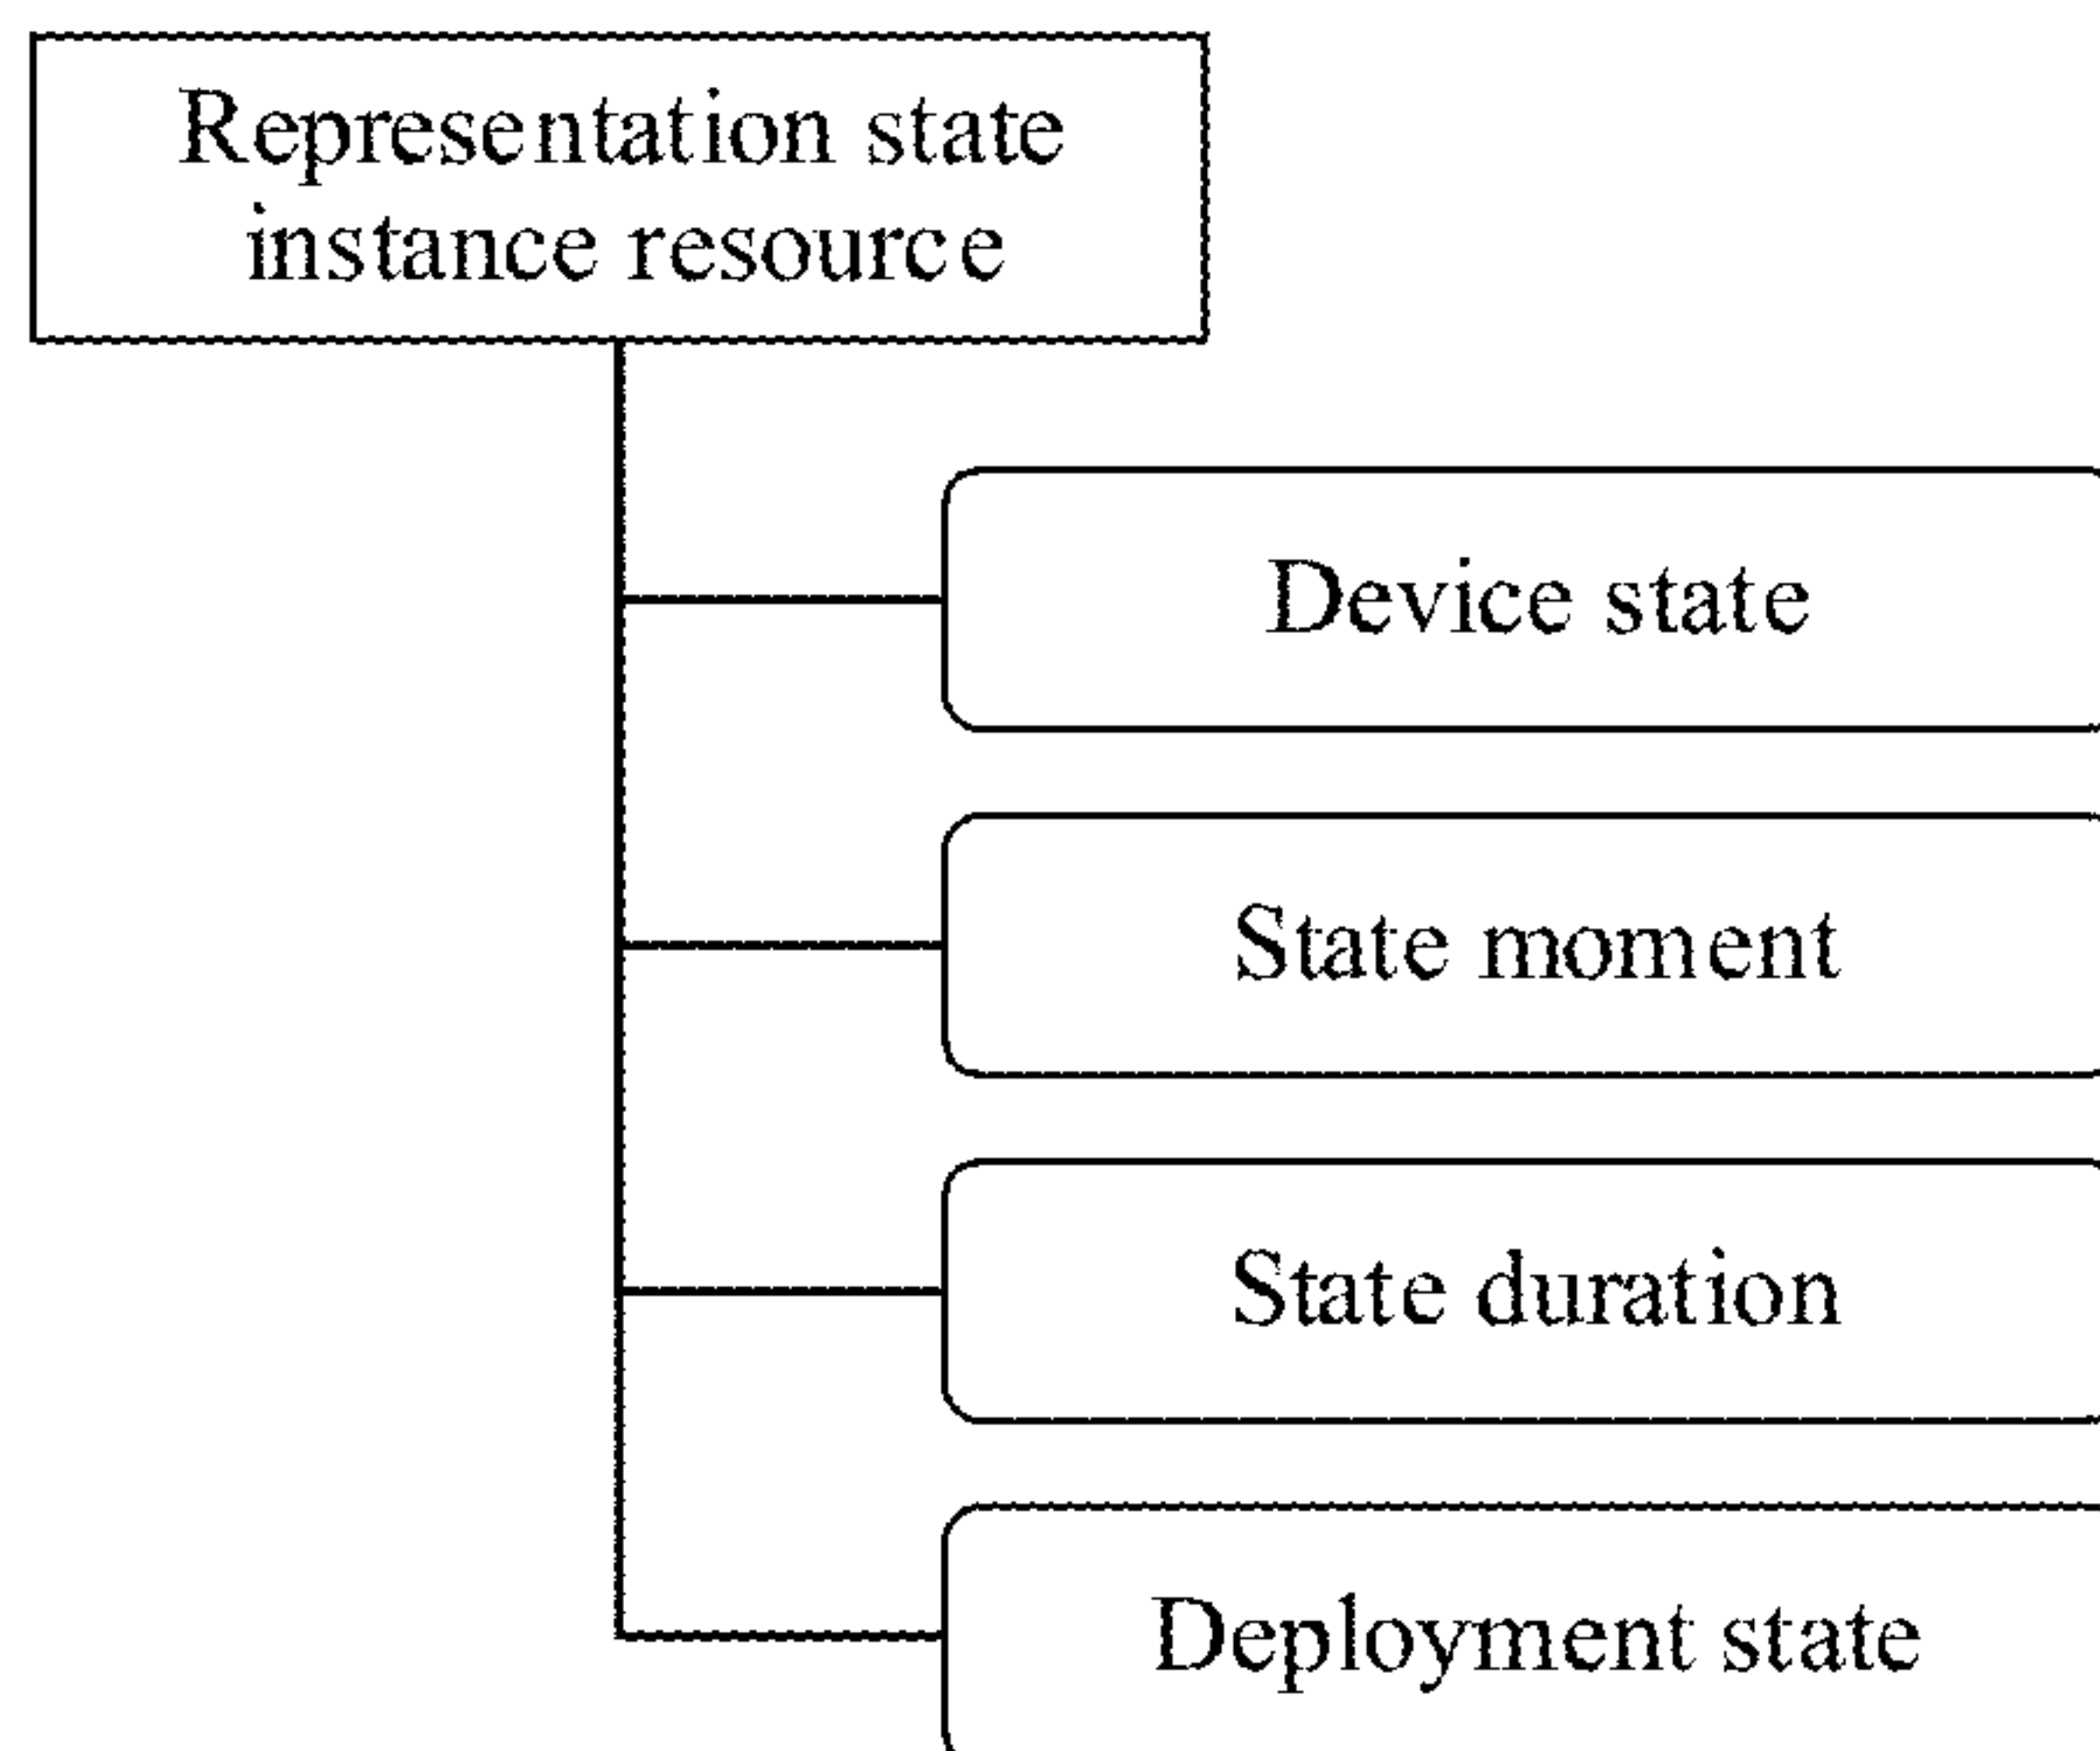 Representation state
instance resource
Device state
State moment
State duration
Deployment state